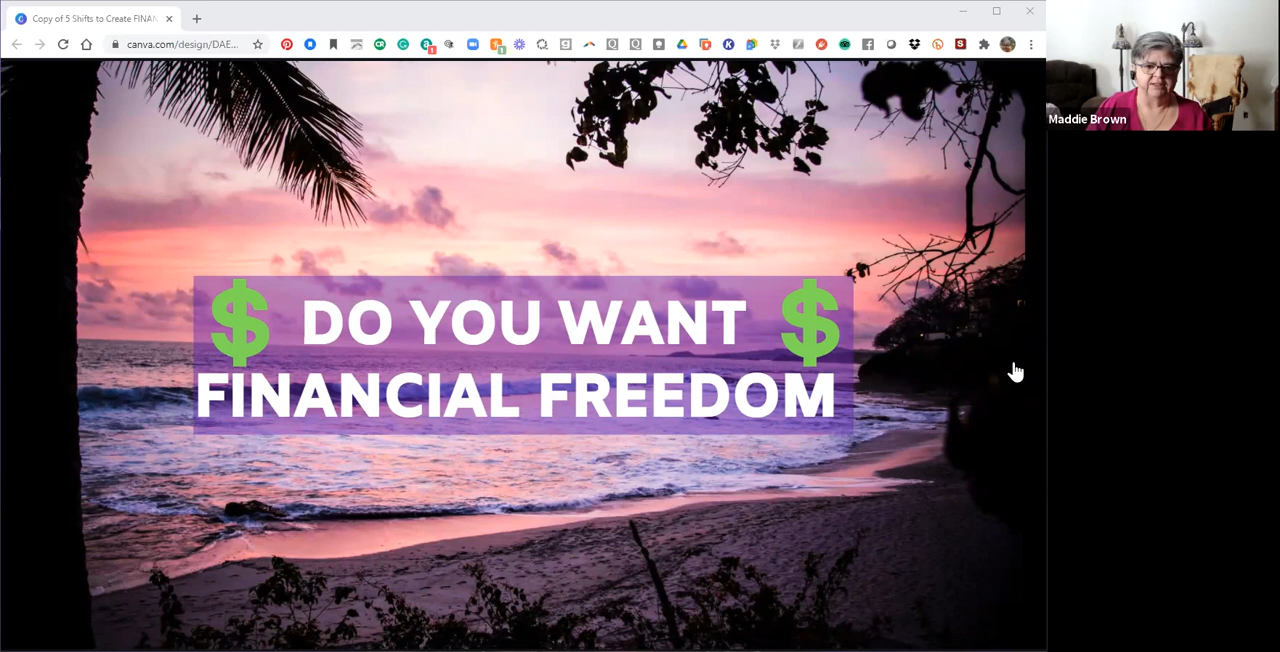 Copy of 5 Shifts to Create FINAN
canva.com/design/DAE...
Maddie Brown
$ DO YOU WANT $
FINANCIAL FREEDOM